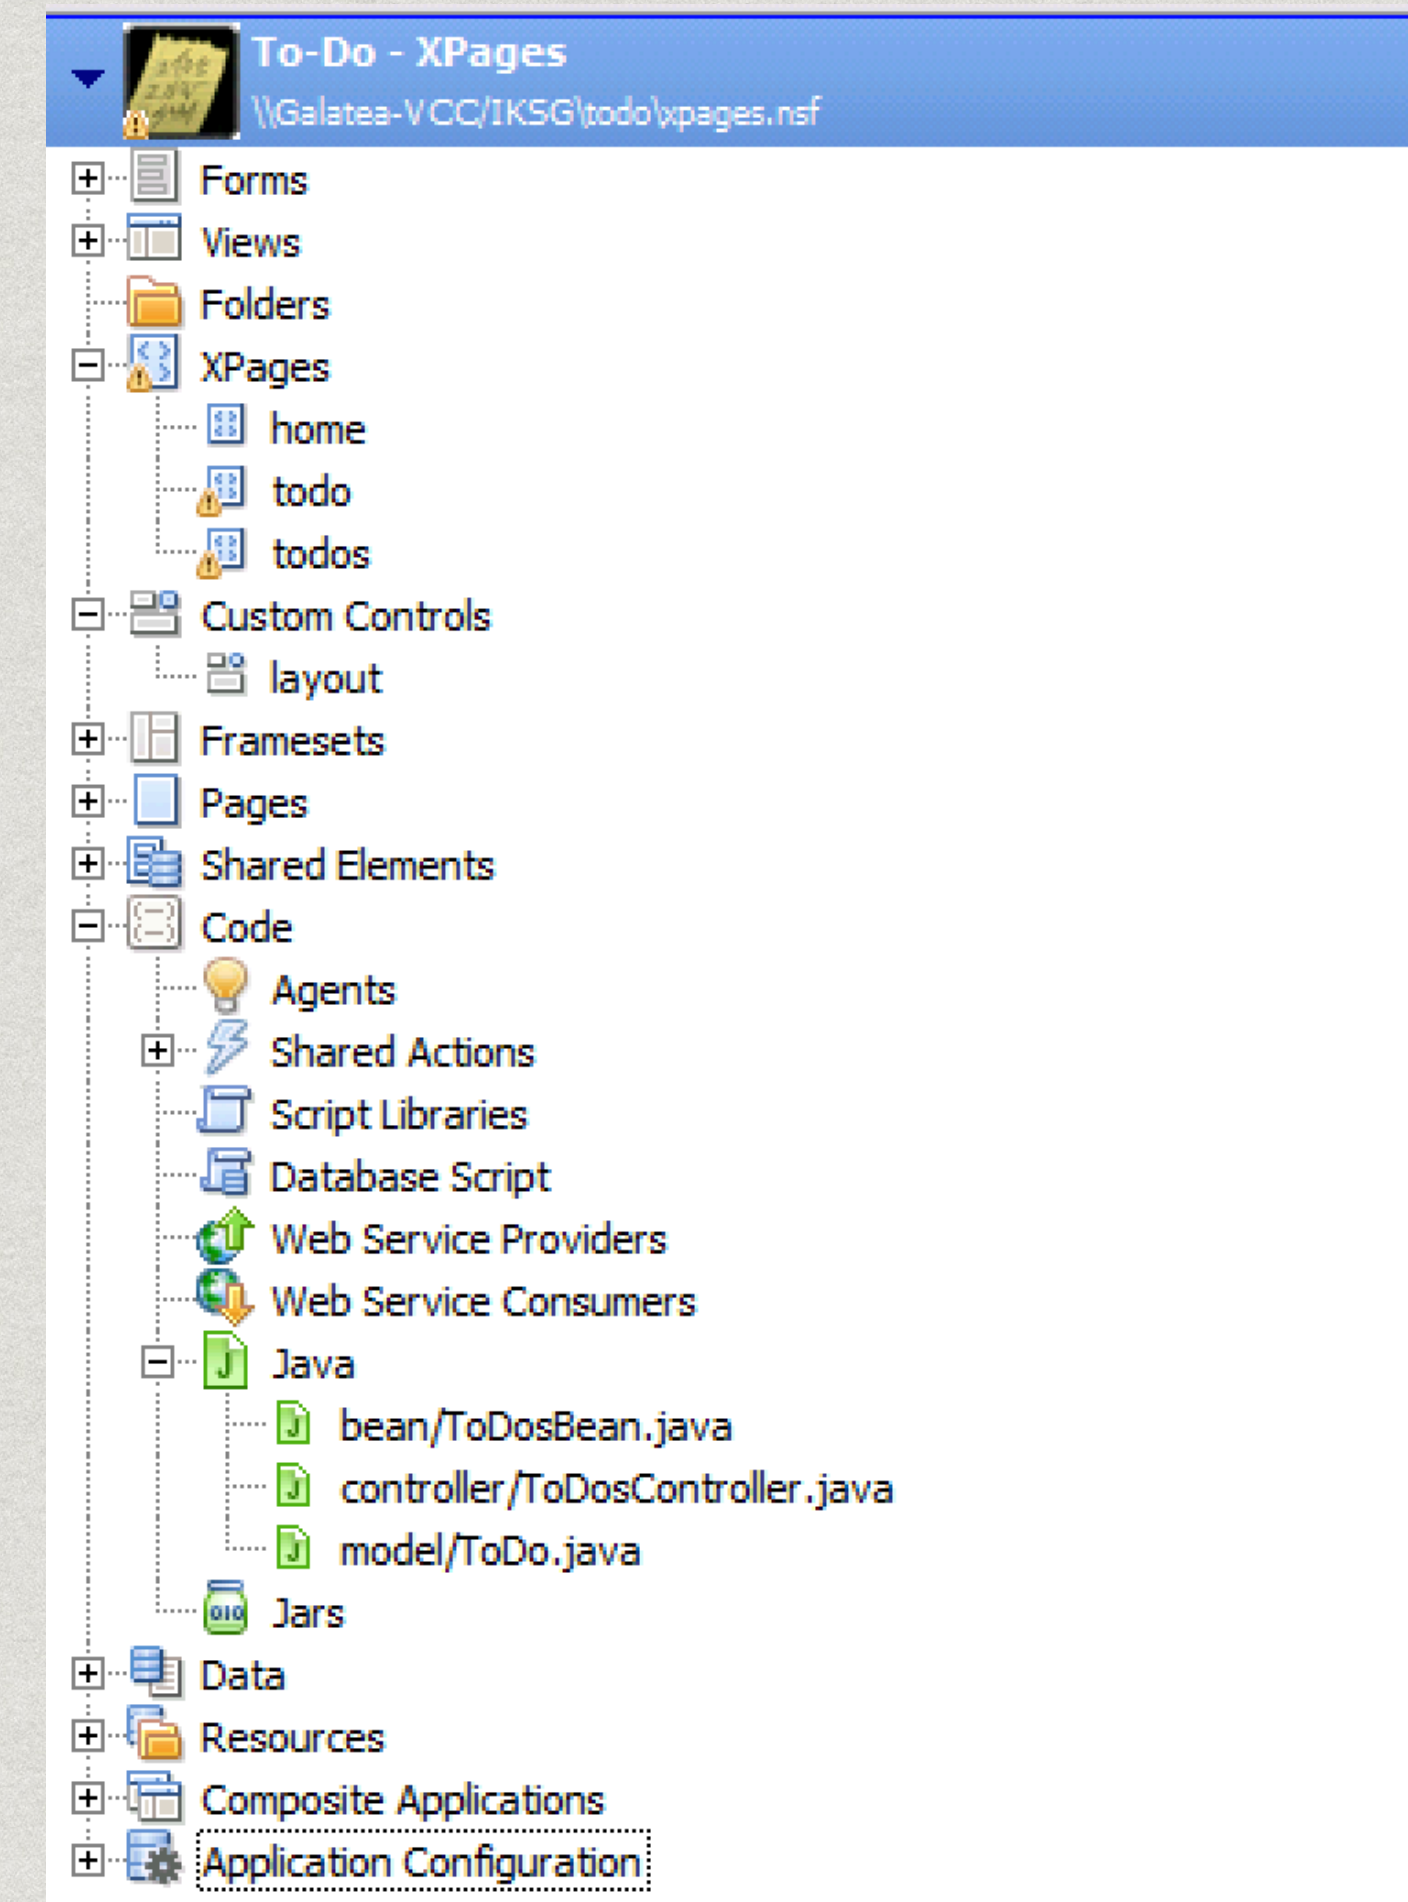 To-Do - XPages
\\Galatea-VCC/IKSG\todo\xpages.nsf
Forms
Views
Folders
XPages
home
todo
todos
Custom Controls
layout
Framesets
Pages
Shared Elements
Code
Agents
Shared Actions
Script Libraries
Database Script
Web Service Providers
Web Service Consumers
Java
bean/ToDosBean.java
controller/ToDosController.java
model/ToDo.java
Jars
Data
Resources
Composite Applications
Application Configuration